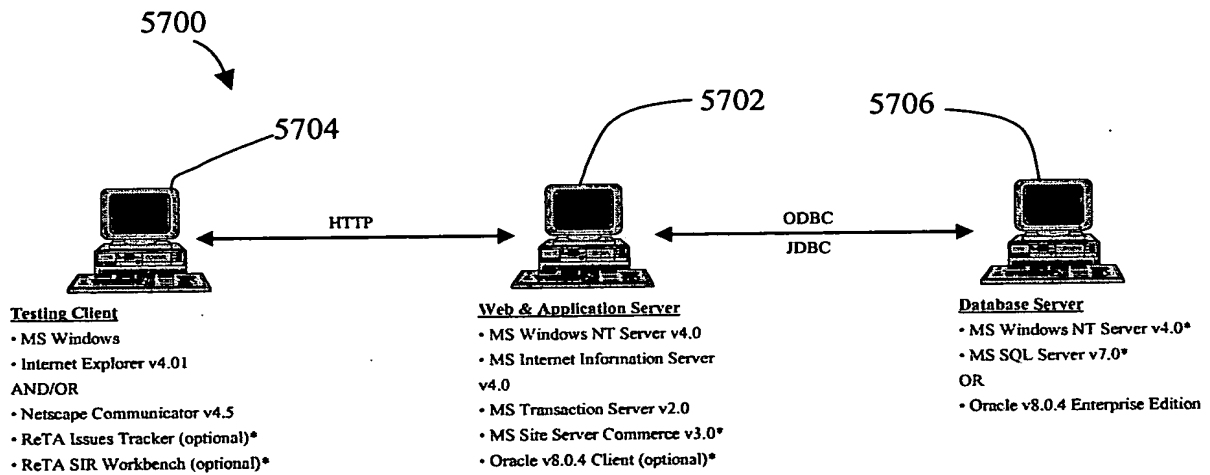 5700
5704
5702
5706
HTTP
ODBC
JDBC
Testing Client
• MS Windows
• Internet Explorer v4.01
AND/OR
• Netscape Communicator v4.5
• ReTA Issues Tracker (optional)*
• ReTA SIR Workbench (optional)*
Web & Application Server
• MS Windows NT Server v4.0
• MS Internet Information Server
v4.0
• MS Transaction Server v2.0
• MS Site Server Commerce v3.0*
• Oracle v8.0.4 Client (optional)*
Database Server
• MS Windows NT Server v4.0*
• MS SQL Server v7.0*
OR
• Oracle v8.0.4 Enterprise Edition